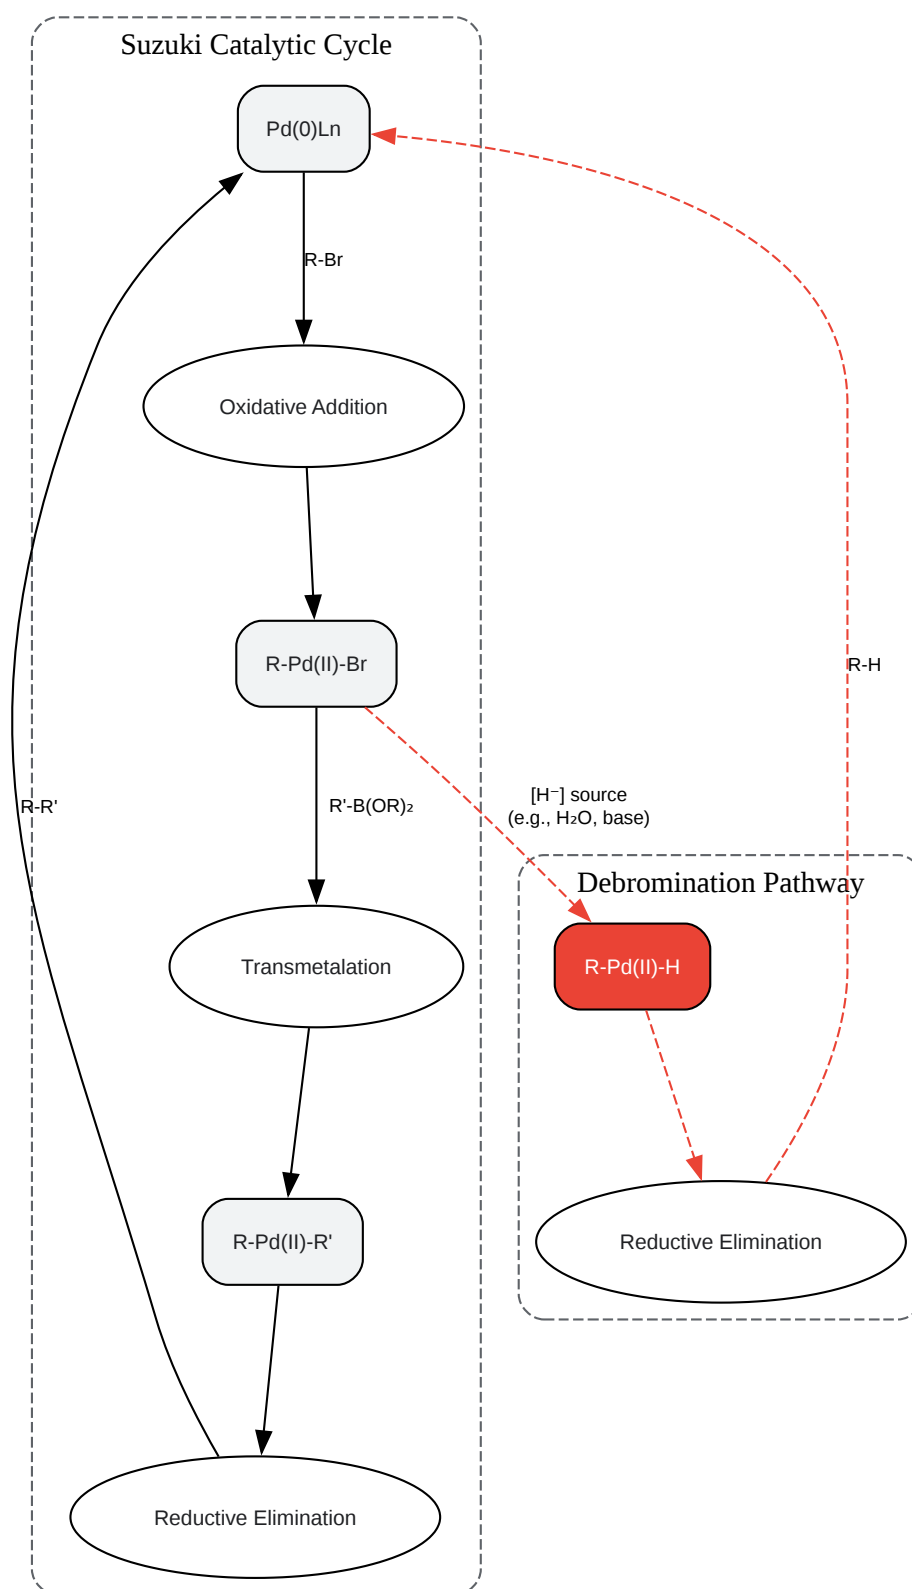 Suzuki Catalytic Cycle
Pd(0)Ln
R-Br
Oxidative Addition
R-Pd(II)-Br
R-H
[H⁻] source
(e.g., H₂O, base)
R'-B(OR)₂
R-R'
Debromination Pathway
Transmetalation
R-Pd(II)-H
R-Pd(II)-R'
Reductive Elimination
Reductive Elimination